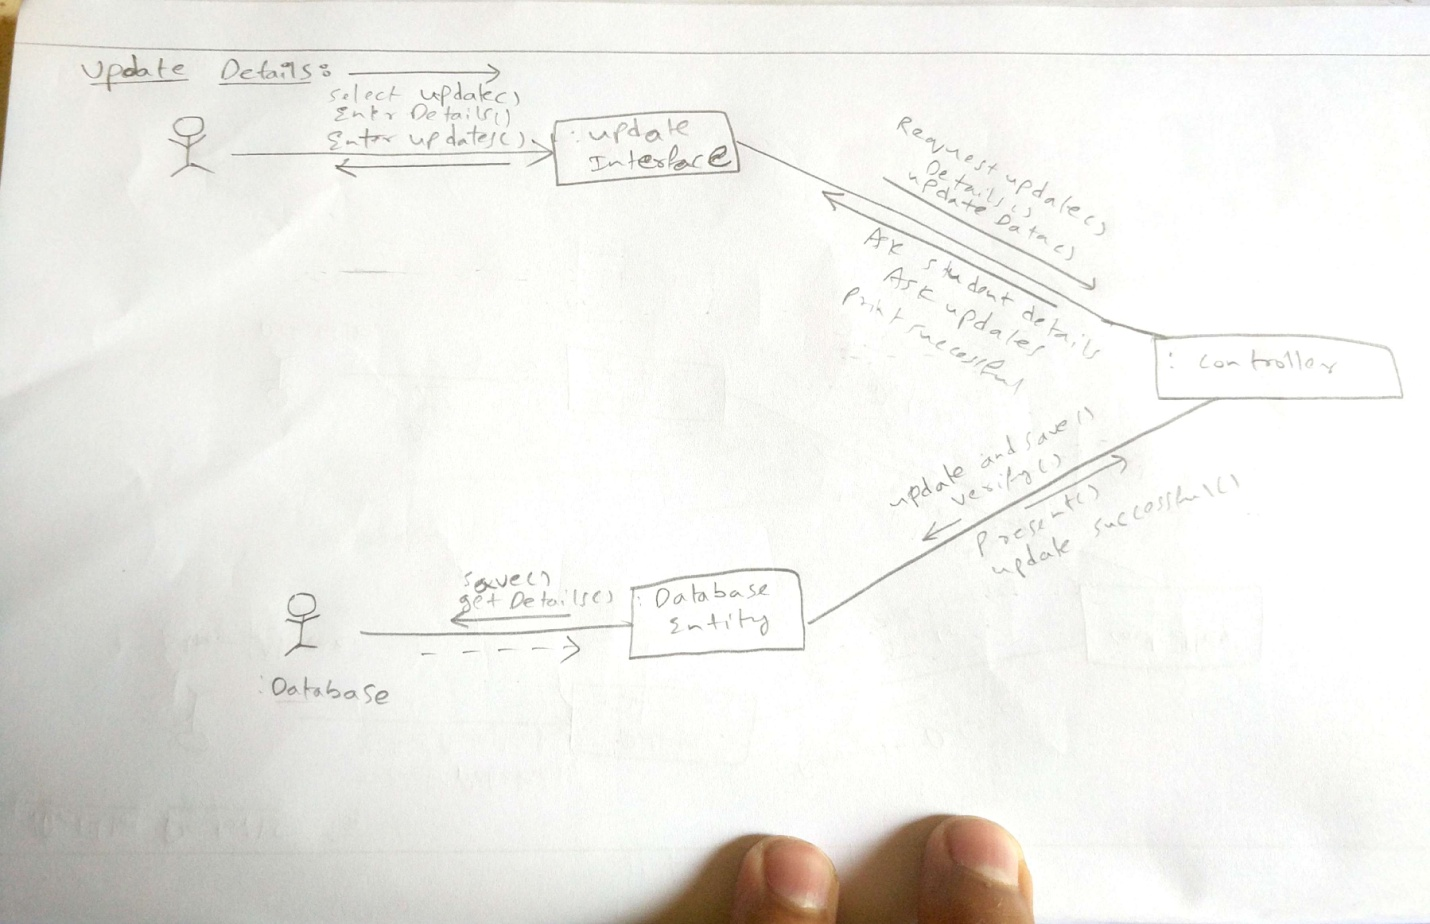 Update Details:
select update()
Enter Details()
Enter updates()
: update
Interface
Request update()
Details()
update Data()
Ask student details
Ask updates
Print successful
: controller
update and save()
verify()
Present()
update successful()
save()
get Details()
: Database
Entity
: Database